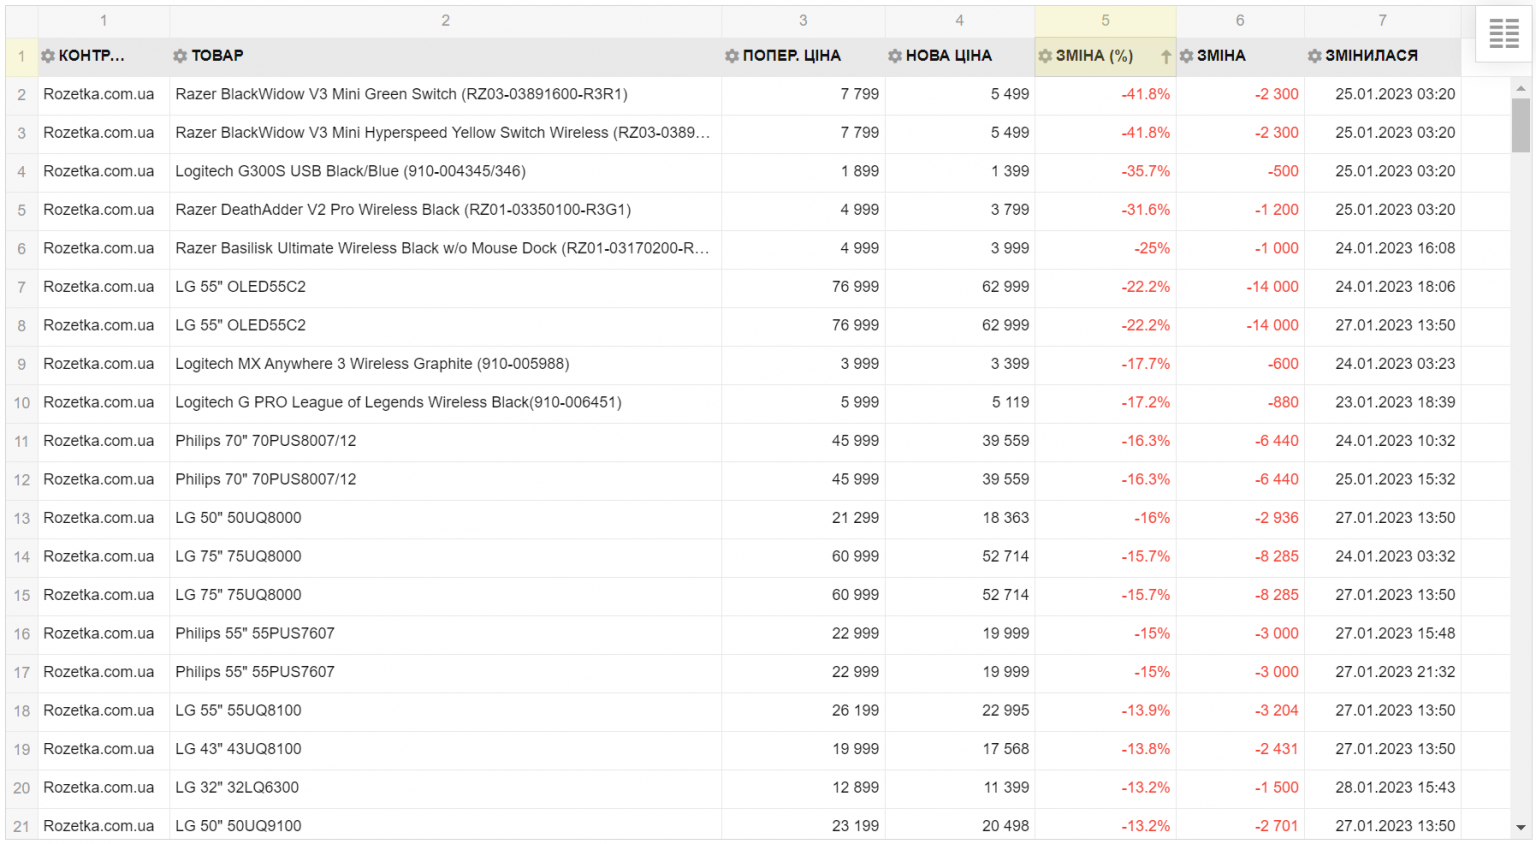 1 2 3 4 5 6 7
1 КОНТР... ТОВАР ПОПЕР. ЦІНА НОВА ЦІНА ЗМІНА (%) ЗМІНА ЗМІНИЛАСЯ
2 Rozetka.com.ua Razer BlackWidow V3 Mini Green Switch (RZ03-03891600-R3R1) 7 799 5 499 -41.8% -2 300 25.01.2023 03:20
3 Rozetka.com.ua Razer BlackWidow V3 Mini Hyperspeed Yellow Switch Wireless (RZ03-0389... 7 799 5 499 -41.8% -2 300 25.01.2023 03:20
4 Rozetka.com.ua Logitech G300S USB Black/Blue (910-004345/346) 1 899 1 399 -35.7% -500 25.01.2023 03:20
5 Rozetka.com.ua Razer DeathAdder V2 Pro Wireless Black (RZ01-03350100-R3G1) 4 999 3 799 -31.6% -1 200 25.01.2023 03:20
6 Rozetka.com.ua Razer Basilisk Ultimate Wireless Black w/o Mouse Dock (RZ01-03170200-R... 4 999 3 999 -25% -1 000 24.01.2023 16:08
7 Rozetka.com.ua LG 55" OLED55C2 76 999 62 999 -22.2% -14 000 24.01.2023 18:06
8 Rozetka.com.ua LG 55" OLED55C2 76 999 62 999 -22.2% -14 000 27.01.2023 13:50
9 Rozetka.com.ua Logitech MX Anywhere 3 Wireless Graphite (910-005988) 3 999 3 399 -17.7% -600 24.01.2023 03:23
10 Rozetka.com.ua Logitech G PRO League of Legends Wireless Black(910-006451) 5 999 5 119 -17.2% -880 23.01.2023 18:39
11 Rozetka.com.ua Philips 70" 70PUS8007/12 45 999 39 559 -16.3% -6 440 24.01.2023 10:32
12 Rozetka.com.ua Philips 70" 70PUS8007/12 45 999 39 559 -16.3% -6 440 25.01.2023 15:32
13 Rozetka.com.ua LG 50" 50UQ8000 21 299 18 363 -16% -2 936 27.01.2023 13:50
14 Rozetka.com.ua LG 75" 75UQ8000 60 999 52 714 -15.7% -8 285 24.01.2023 03:32
15 Rozetka.com.ua LG 75" 75UQ8000 60 999 52 714 -15.7% -8 285 27.01.2023 13:50
16 Rozetka.com.ua Philips 55" 55PUS7607 22 999 19 999 -15% -3 000 27.01.2023 15:48
17 Rozetka.com.ua Philips 55" 55PUS7607 22 999 19 999 -15% -3 000 27.01.2023 21:32
18 Rozetka.com.ua LG 55" 55UQ8100 26 199 22 995 -13.9% -3 204 27.01.2023 13:50
19 Rozetka.com.ua LG 43" 43UQ8100 19 999 17 568 -13.8% -2 431 27.01.2023 13:50
20 Rozetka.com.ua LG 32" 32LQ6300 12 899 11 399 -13.2% -1 500 28.01.2023 15:43
21 Rozetka.com.ua LG 50" 50UQ9100 23 199 20 498 -13.2% -2 701 27.01.2023 13:50